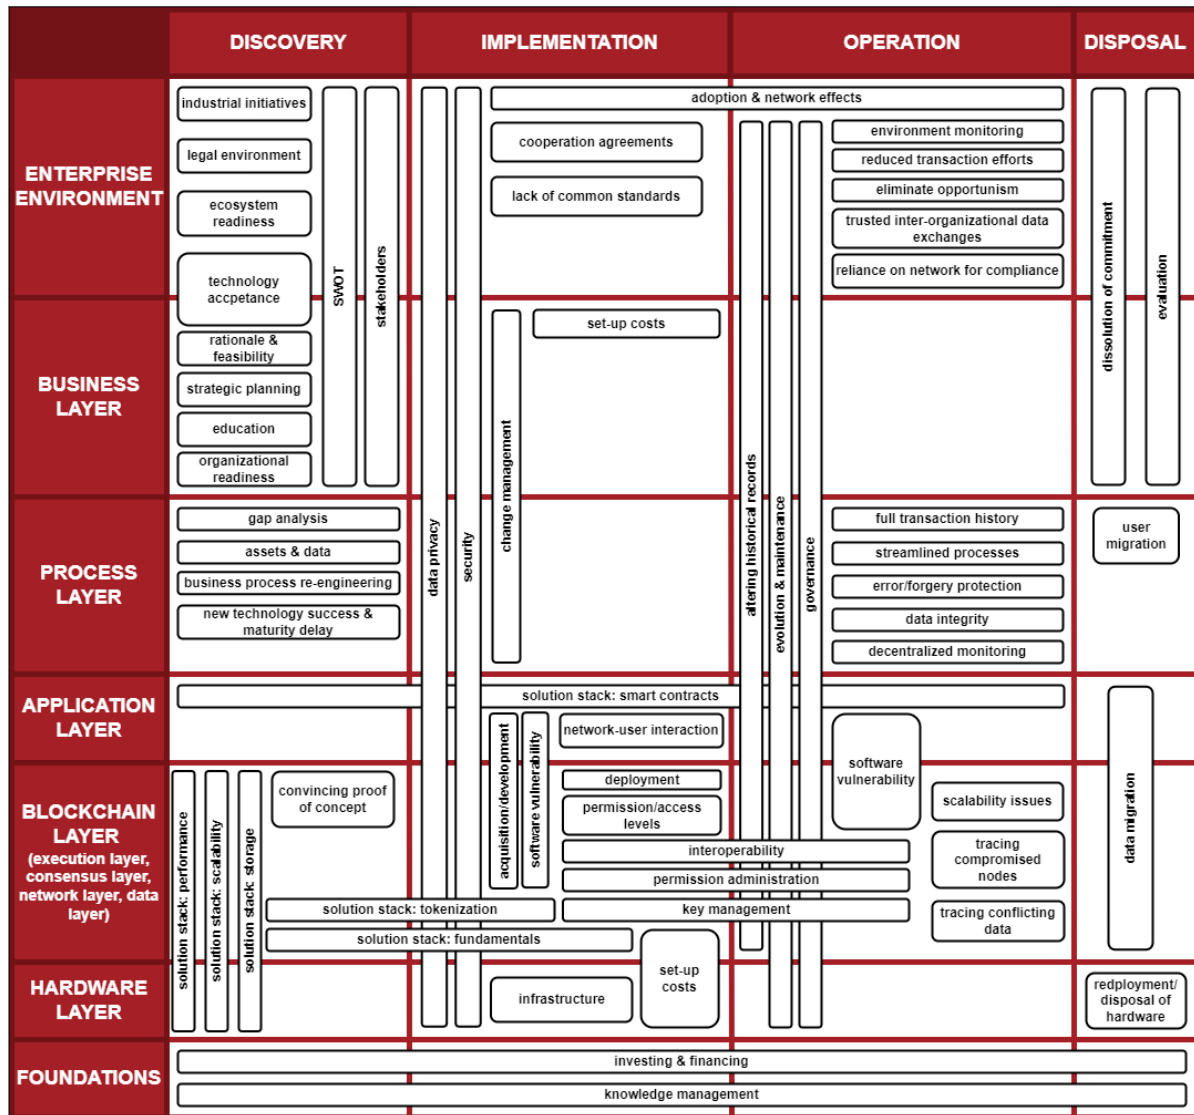 DISCOVERY
IMPLEMENTATION
OPERATION
DISPOSAL
ENTERPRISE
ENVIRONMENT
industrial initiatives
legal environment
ecosystem
readiness
technology
accpetance
SWOT
stakeholders
adoption & network effects
cooperation agreements
lack of common standards
environment monitoring
reduced transaction efforts
eliminate opportunism
trusted inter-organizational data
exchanges
reliance on network for compliance
dissolution of commitment
evaluation
BUSINESS
LAYER
rationale &
feasibility
strategic planning
education
organizational
readiness
set-up costs
change management
data privacy
security
altering historical records
evolution & maintenance
governance
PROCESS
LAYER
gap analysis
assets & data
business process re-engineering
new technology success &
maturity delay
full transaction history
streamlined processes
error/forgery protection
data integrity
decentralized monitoring
user
migration
APPLICATION
LAYER
solution stack: smart contracts
acquisition/development
software vulnerability
network-user interaction
software
vulnerability
data migration
BLOCKCHAIN
LAYER
(execution layer,
consensus layer,
network layer, data
layer)
solution stack: performance
solution stack: scalability
solution stack: storage
convincing proof
of concept
deployment
permission/access
levels
interoperability
permission administration
solution stack: tokenization
key management
solution stack: fundamentals
scalability issues
tracing
compromised
nodes
tracing conflicting
data
HARDWARE
LAYER
infrastructure
set-up
costs
redployment/
disposal of
hardware
FOUNDATIONS
investing & financing
knowledge management